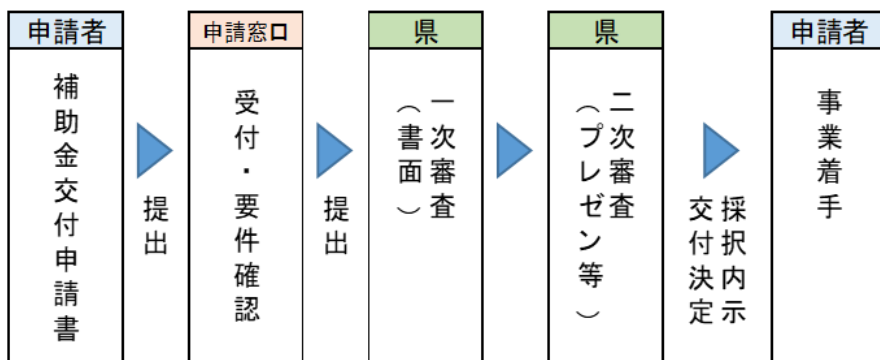 申請者
補助金交付申請書
提出
申請窓口
受付・要件確認
提出
県
一次審査
（書面）
県
二次審査
（プレゼン等）
採択内示
交付決定
申請者
事業着手